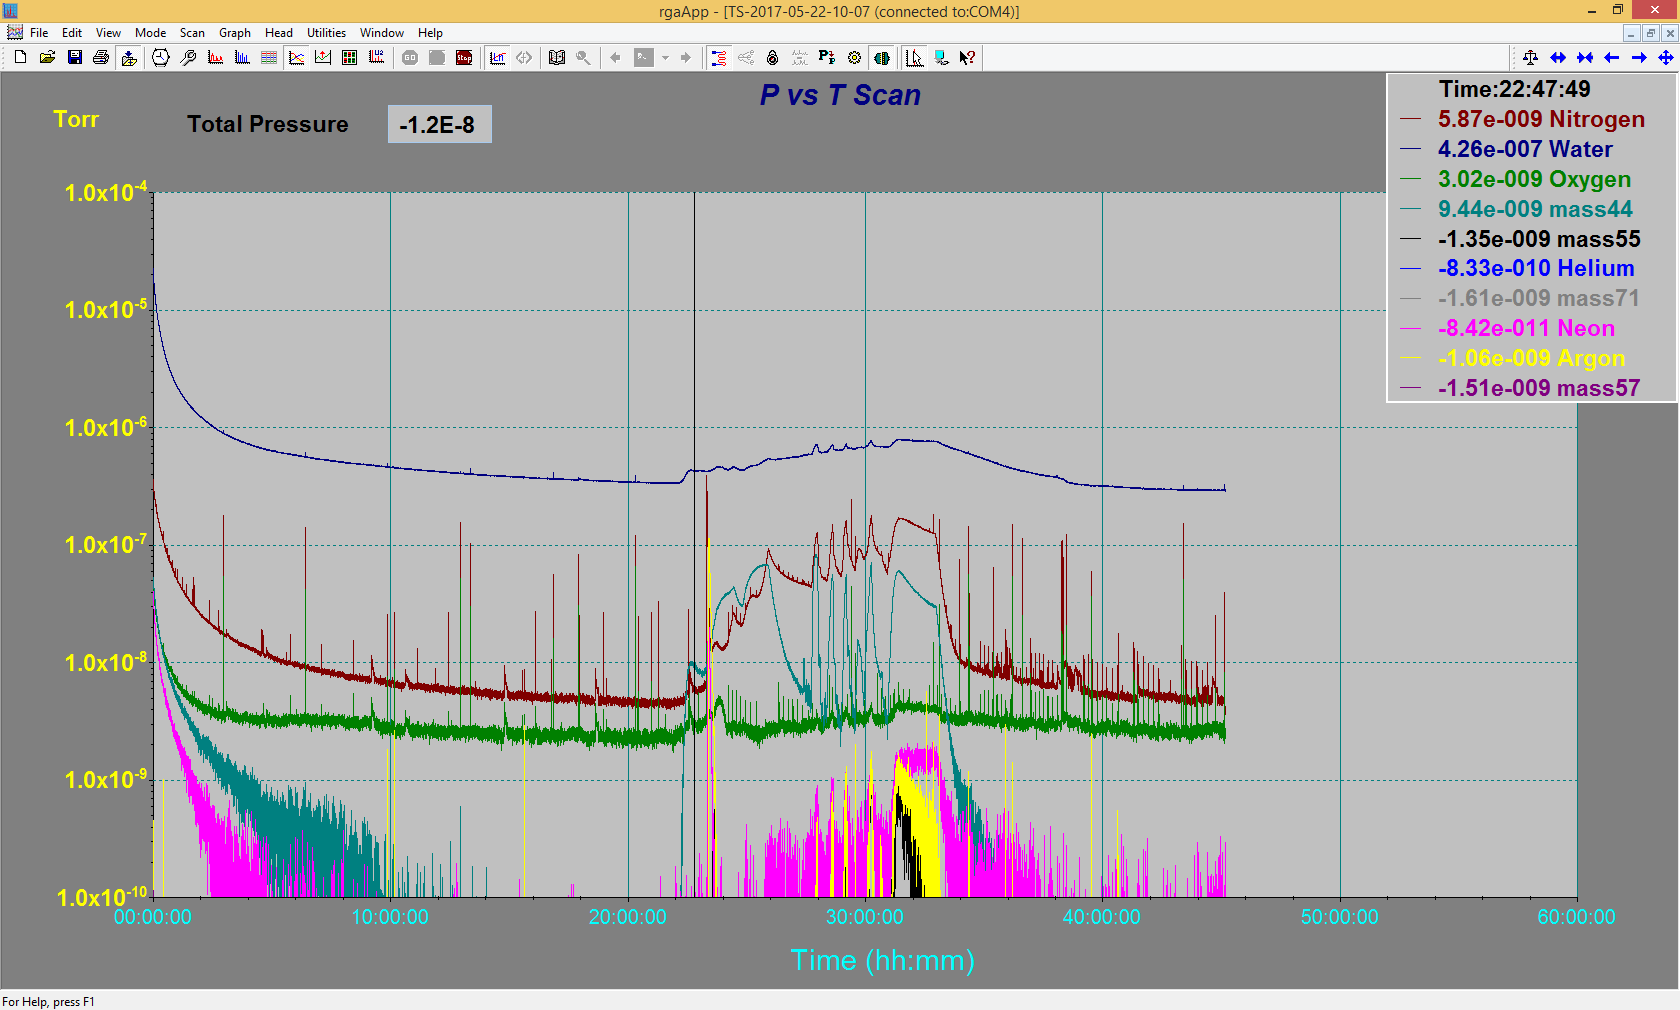 rgaApp - [TS-2017-05-22-10-07 (connected to:COM4)]
File Edit View Mode Scan Graph Head Utilities Window Help
GO Stop
P vs T Scan
Torr
Total Pressure -1.2E-8
Time:22:47:49
5.87e-009 Nitrogen
4.26e-007 Water
3.02e-009 Oxygen
9.44e-009 mass44
-1.35e-009 mass55
-8.33e-010 Helium
-1.61e-009 mass71
-8.42e-011 Neon
-1.06e-009 Argon
-1.51e-009 mass57
1.0x10-4
1.0x10-5
1.0x10-6
1.0x10-7
1.0x10-8
1.0x10-9
1.0x10-10
00:00:00 10:00:00 20:00:00 30:00:00 40:00:00 50:00:00 60:00:00
Time (hh:mm)
For Help, press F1